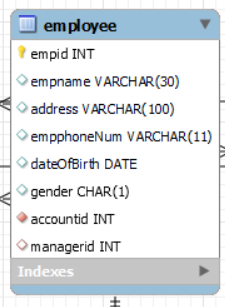 employee
empid INT
empname VARCHAR(30)
address VARCHAR(100)
empphoneNum VARCHAR(11)
dateOfBirth DATE
gender CHAR(1)
accountid INT
managerid INT
Indexes